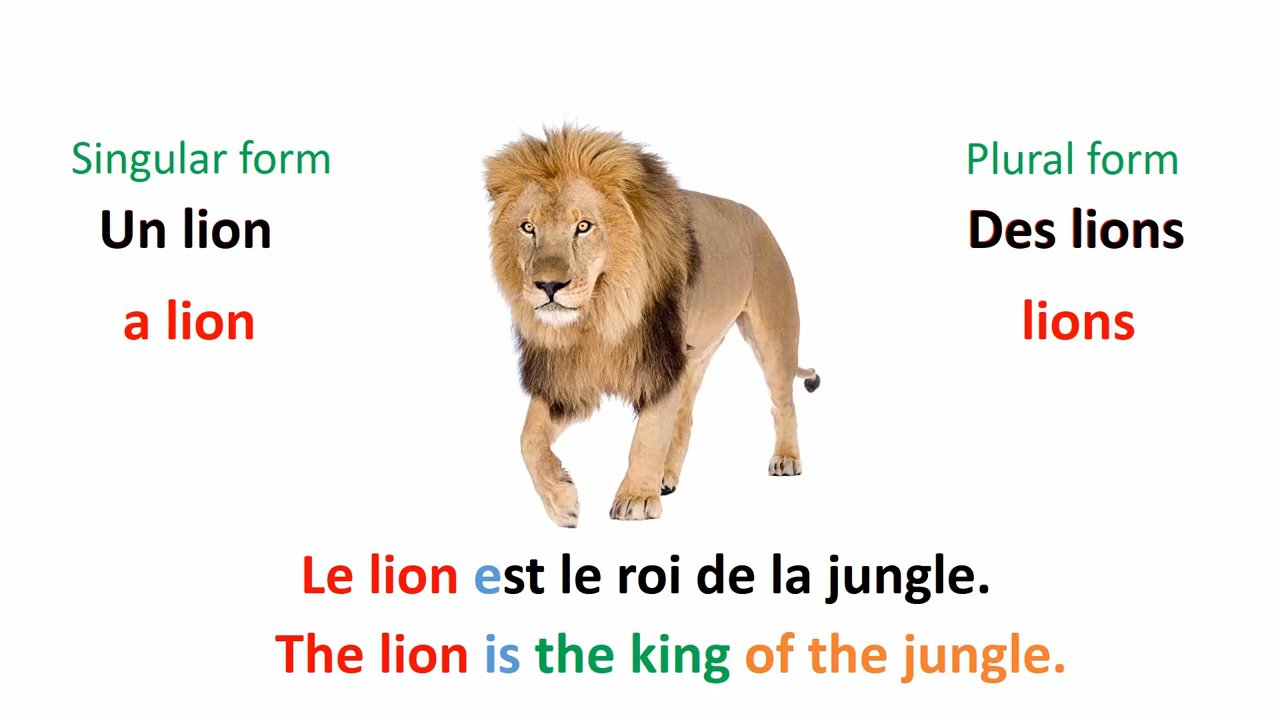 Singular form
Un lion
a lion
Plural form
Des lions
lions
Le lion est le roi de la jungle.
The lion is the king of the jungle.